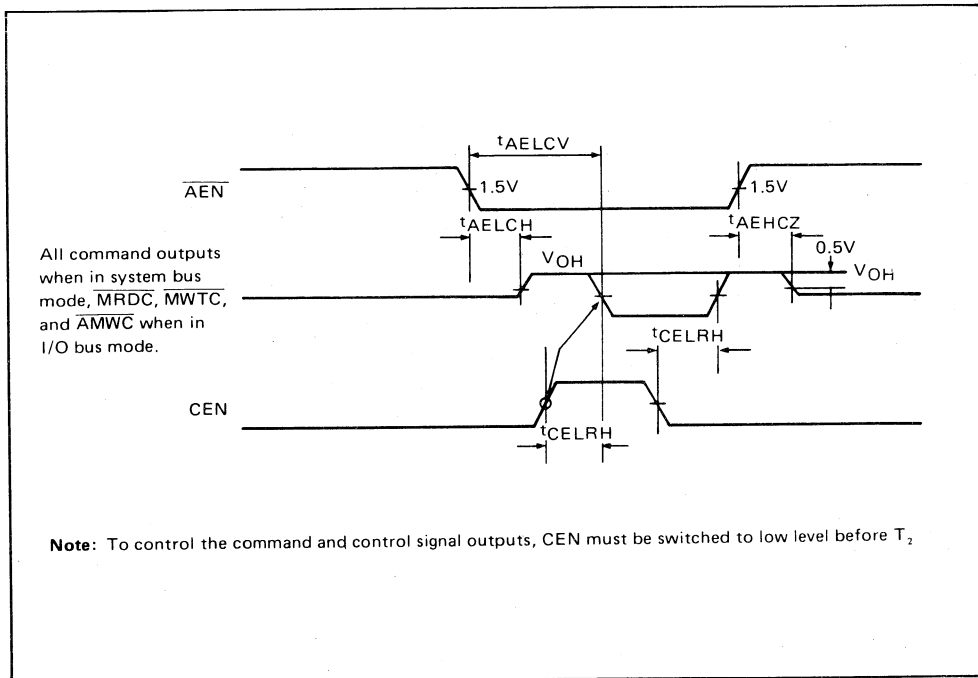 tAELCV
AEN
1.5V
1.5V
tAELCH
tAEHCZ
0.5V
All command outputs
when in system bus
mode, MRDC, MWTC,
and AMWC when in
I/O bus mode.
VOH
VOH
tCELRH
CEN
tCELRH
Note: To control the command and control signal outputs, CEN must be switched to low level before T₂